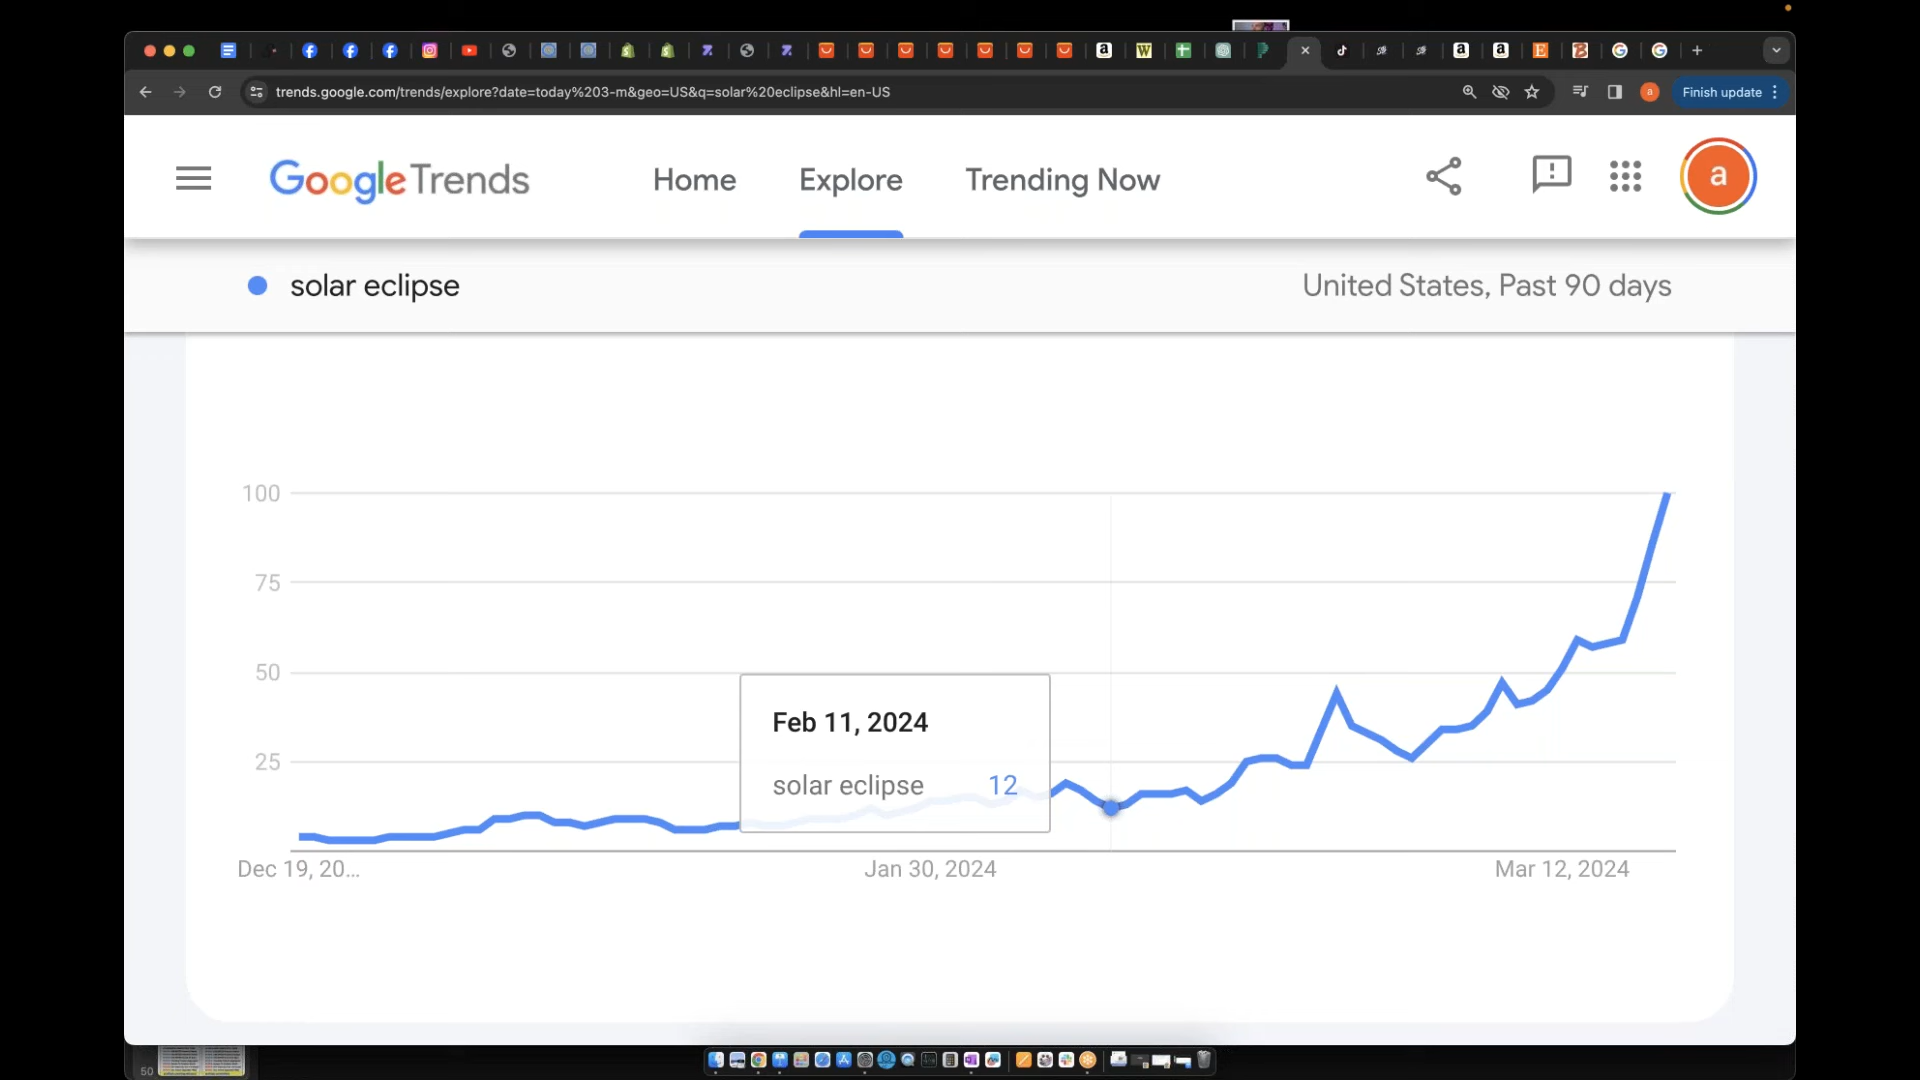 trends.google.com/trends/explore?date=today%203-m&geo=US&q=solar%20eclipse&hl=en-US
Finish update
Google Trends
Home
Explore
Trending Now
a
solar eclipse
United States, Past 90 days
100
75
50
25
Feb 11, 2024
solar eclipse 12
Dec 19, 20...
Jan 30, 2024
Mar 12, 2024
50